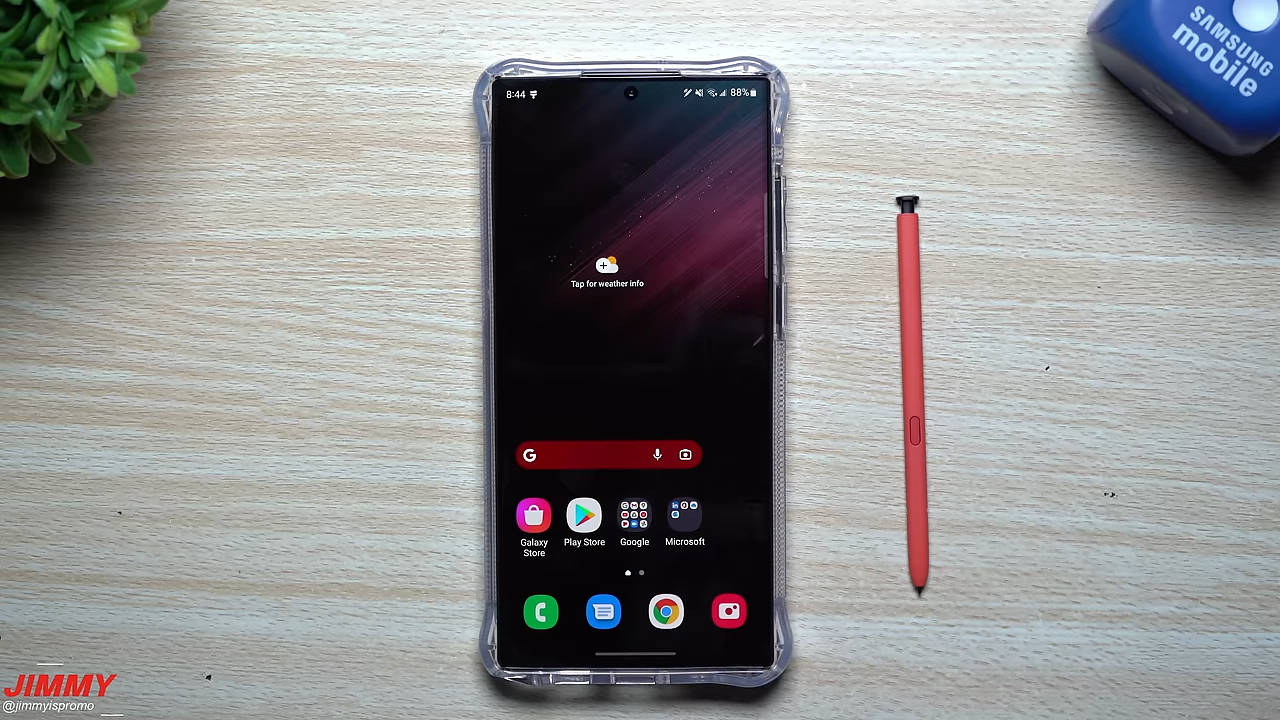 8:44
88%
SAMSUNG
mobile
Tap for weather info
G
Galaxy
Store
Play Store
Google
Microsoft
JIMMY
@jimmyispromo